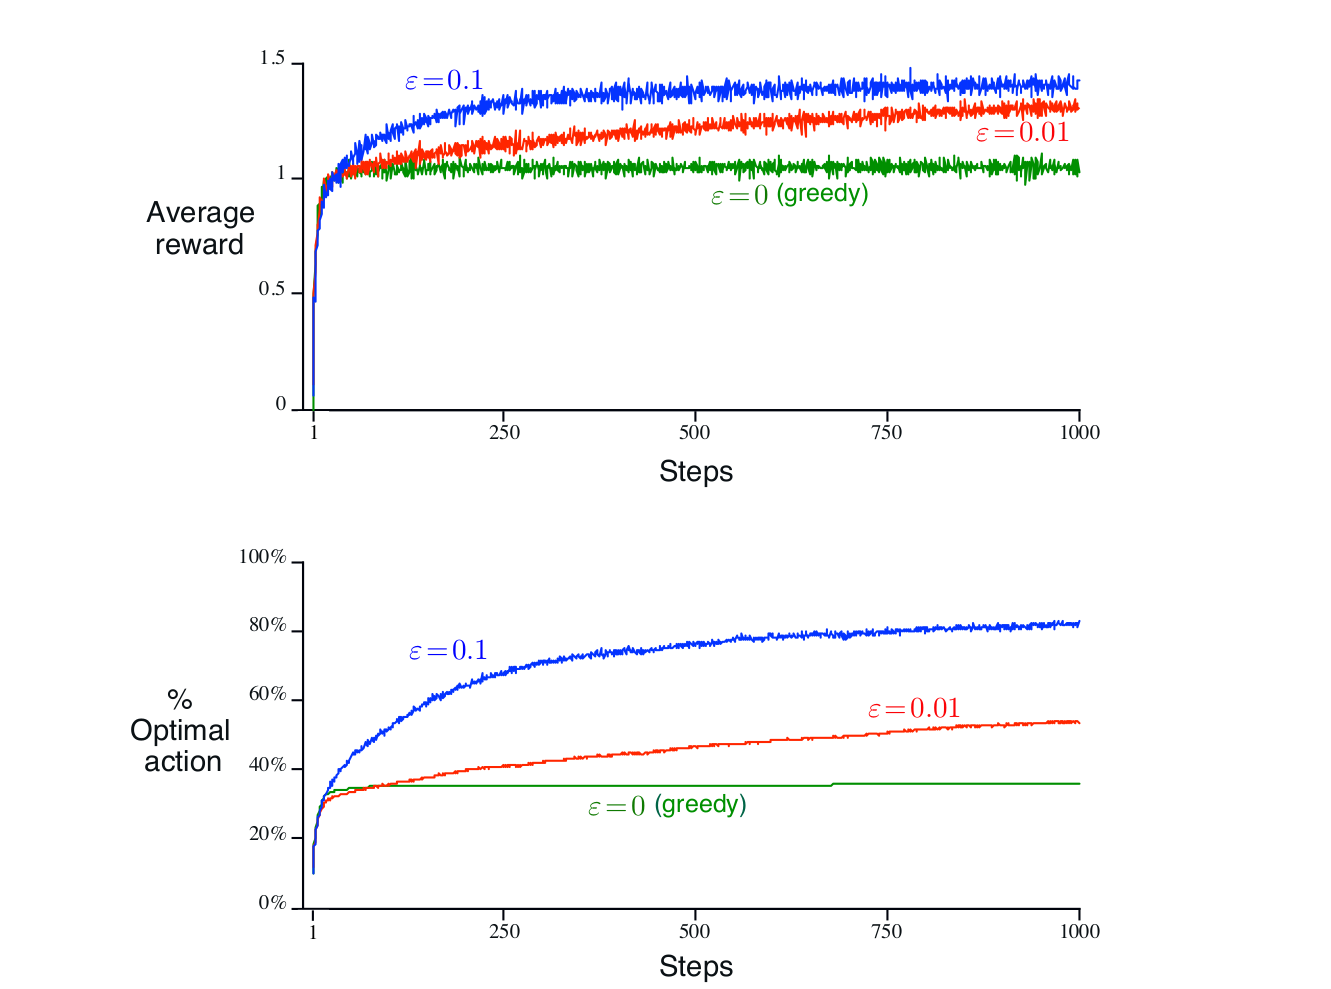 1.5
ε = 0.1
ε = 0.01
1
ε = 0 (greedy)
Average
reward
0.5
0
1 250 500 750 1000
Steps
100%
80%
ε = 0.1
%
Optimal
action
60%
ε = 0.01
40%
ε = 0 (greedy)
20%
0%
1 250 500 750 1000
Steps